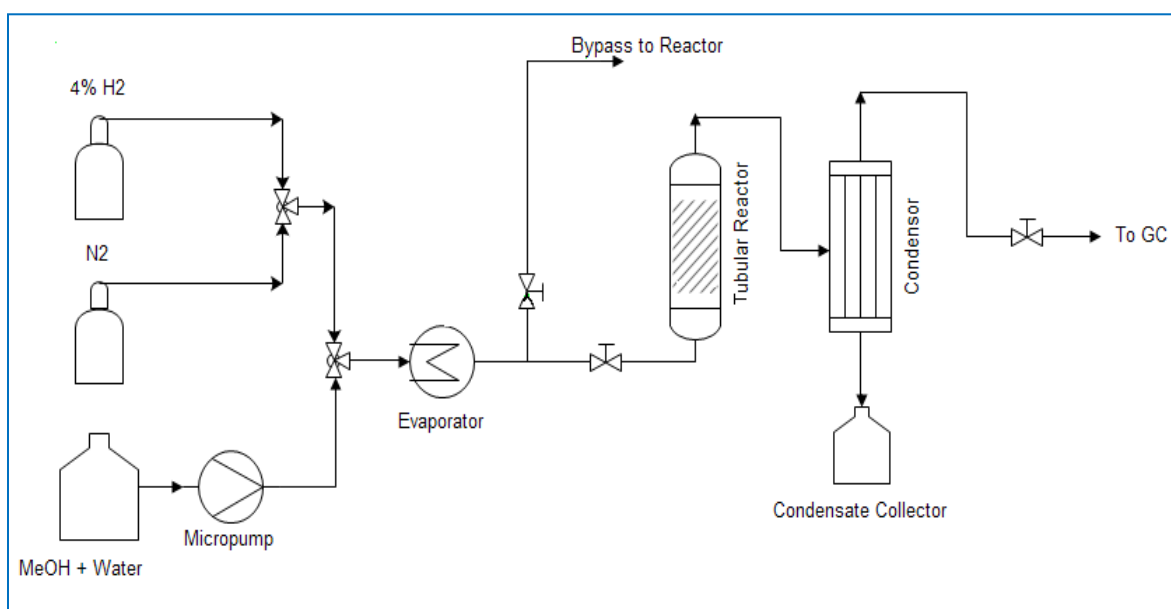 Bypass to Reactor
4% H2
Tubular Reactor
Condensor
To GC
N2
Evaporator
Condensate Collector
Micropump
MeOH + Water